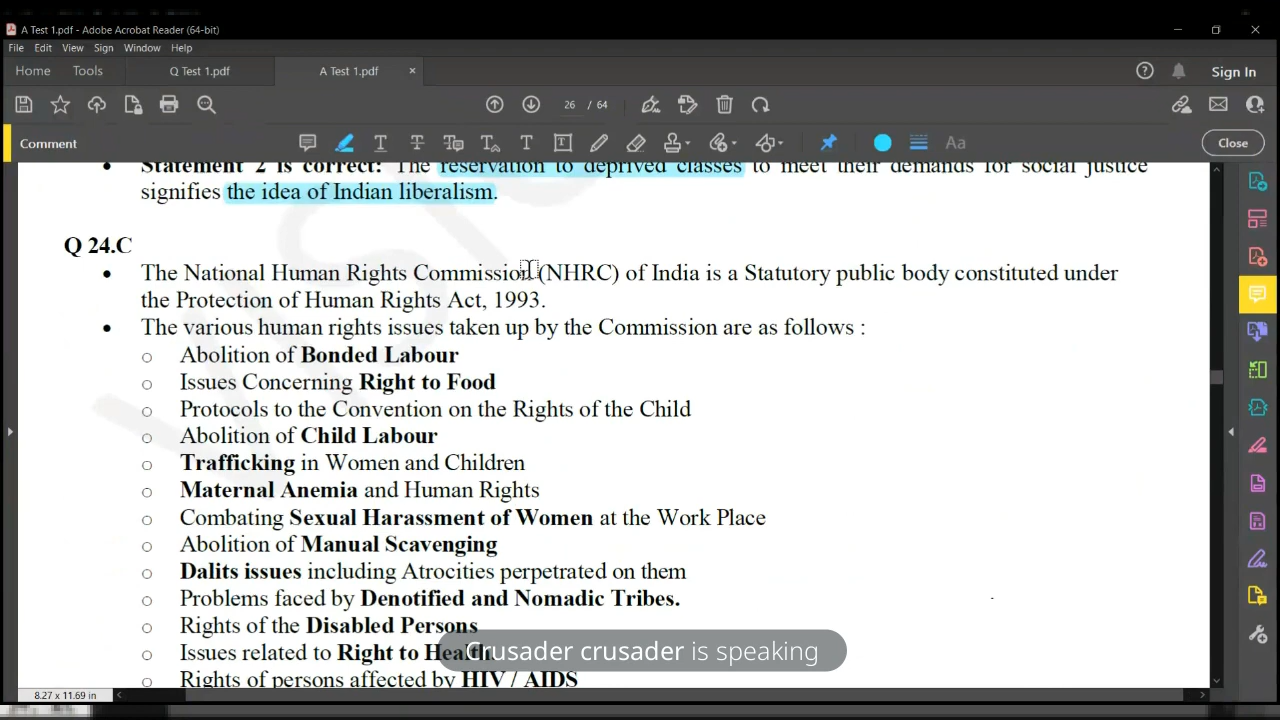 A Test 1.pdf - Adobe Acrobat Reader (64-bit)
File Edit View Sign Window Help
Home Tools Q Test 1.pdf A Test 1.pdf × Sign In
26 / 64
Comment Aa Close
• Statement 2 is correct: The reservation to deprived classes to meet their demands for social justice
signifies the idea of Indian liberalism.
Q 24.C
• The National Human Rights Commission (NHRC) of India is a Statutory public body constituted under
the Protection of Human Rights Act, 1993.
• The various human rights issues taken up by the Commission are as follows :
o Abolition of Bonded Labour
o Issues Concerning Right to Food
o Protocols to the Convention on the Rights of the Child
o Abolition of Child Labour
o Trafficking in Women and Children
o Maternal Anemia and Human Rights
o Combating Sexual Harassment of Women at the Work Place
o Abolition of Manual Scavenging
o Dalits issues including Atrocities perpetrated on them
o Problems faced by Denotified and Nomadic Tribes.
o Rights of the Disabled Persons
o Issues related to Right to Health
Crusader crusader is speaking
o Rights of persons affected by HIV / AIDS
8.27 x 11.69 in